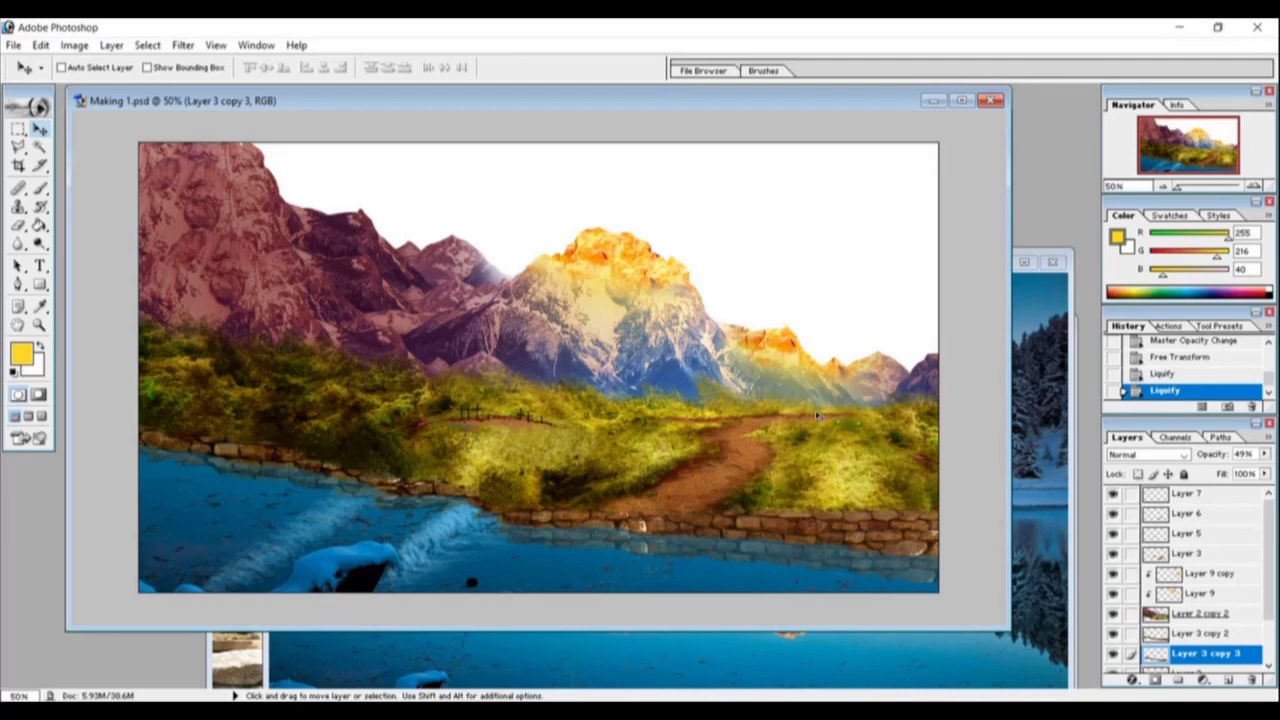 Adobe Photoshop
File Edit Image Layer Select Filter View Window Help
Auto Select Layer Show Bounding Box File Browser Brushes
Making 1.psd @ 50% (Layer 3 copy 3, RGB)
Navigator Info
50%
Color Swatches Styles
R 255
G 216
B 40
History Actions Tool Presets
Master Opacity Change
Free Transform
Liquify
Liquify
Layers Channels Paths
Normal Opacity: 49%
Lock: Fill: 100%
Layer 7
Layer 6
Layer 5
Layer 3
Layer 9 copy
Layer 9
Layer 2 copy 2
Layer 3 copy 2
Layer 3 copy 3
50% Doc: 5.93M/38.6M Click and drag to move layer or selection. Use Shift and Alt for additional options.